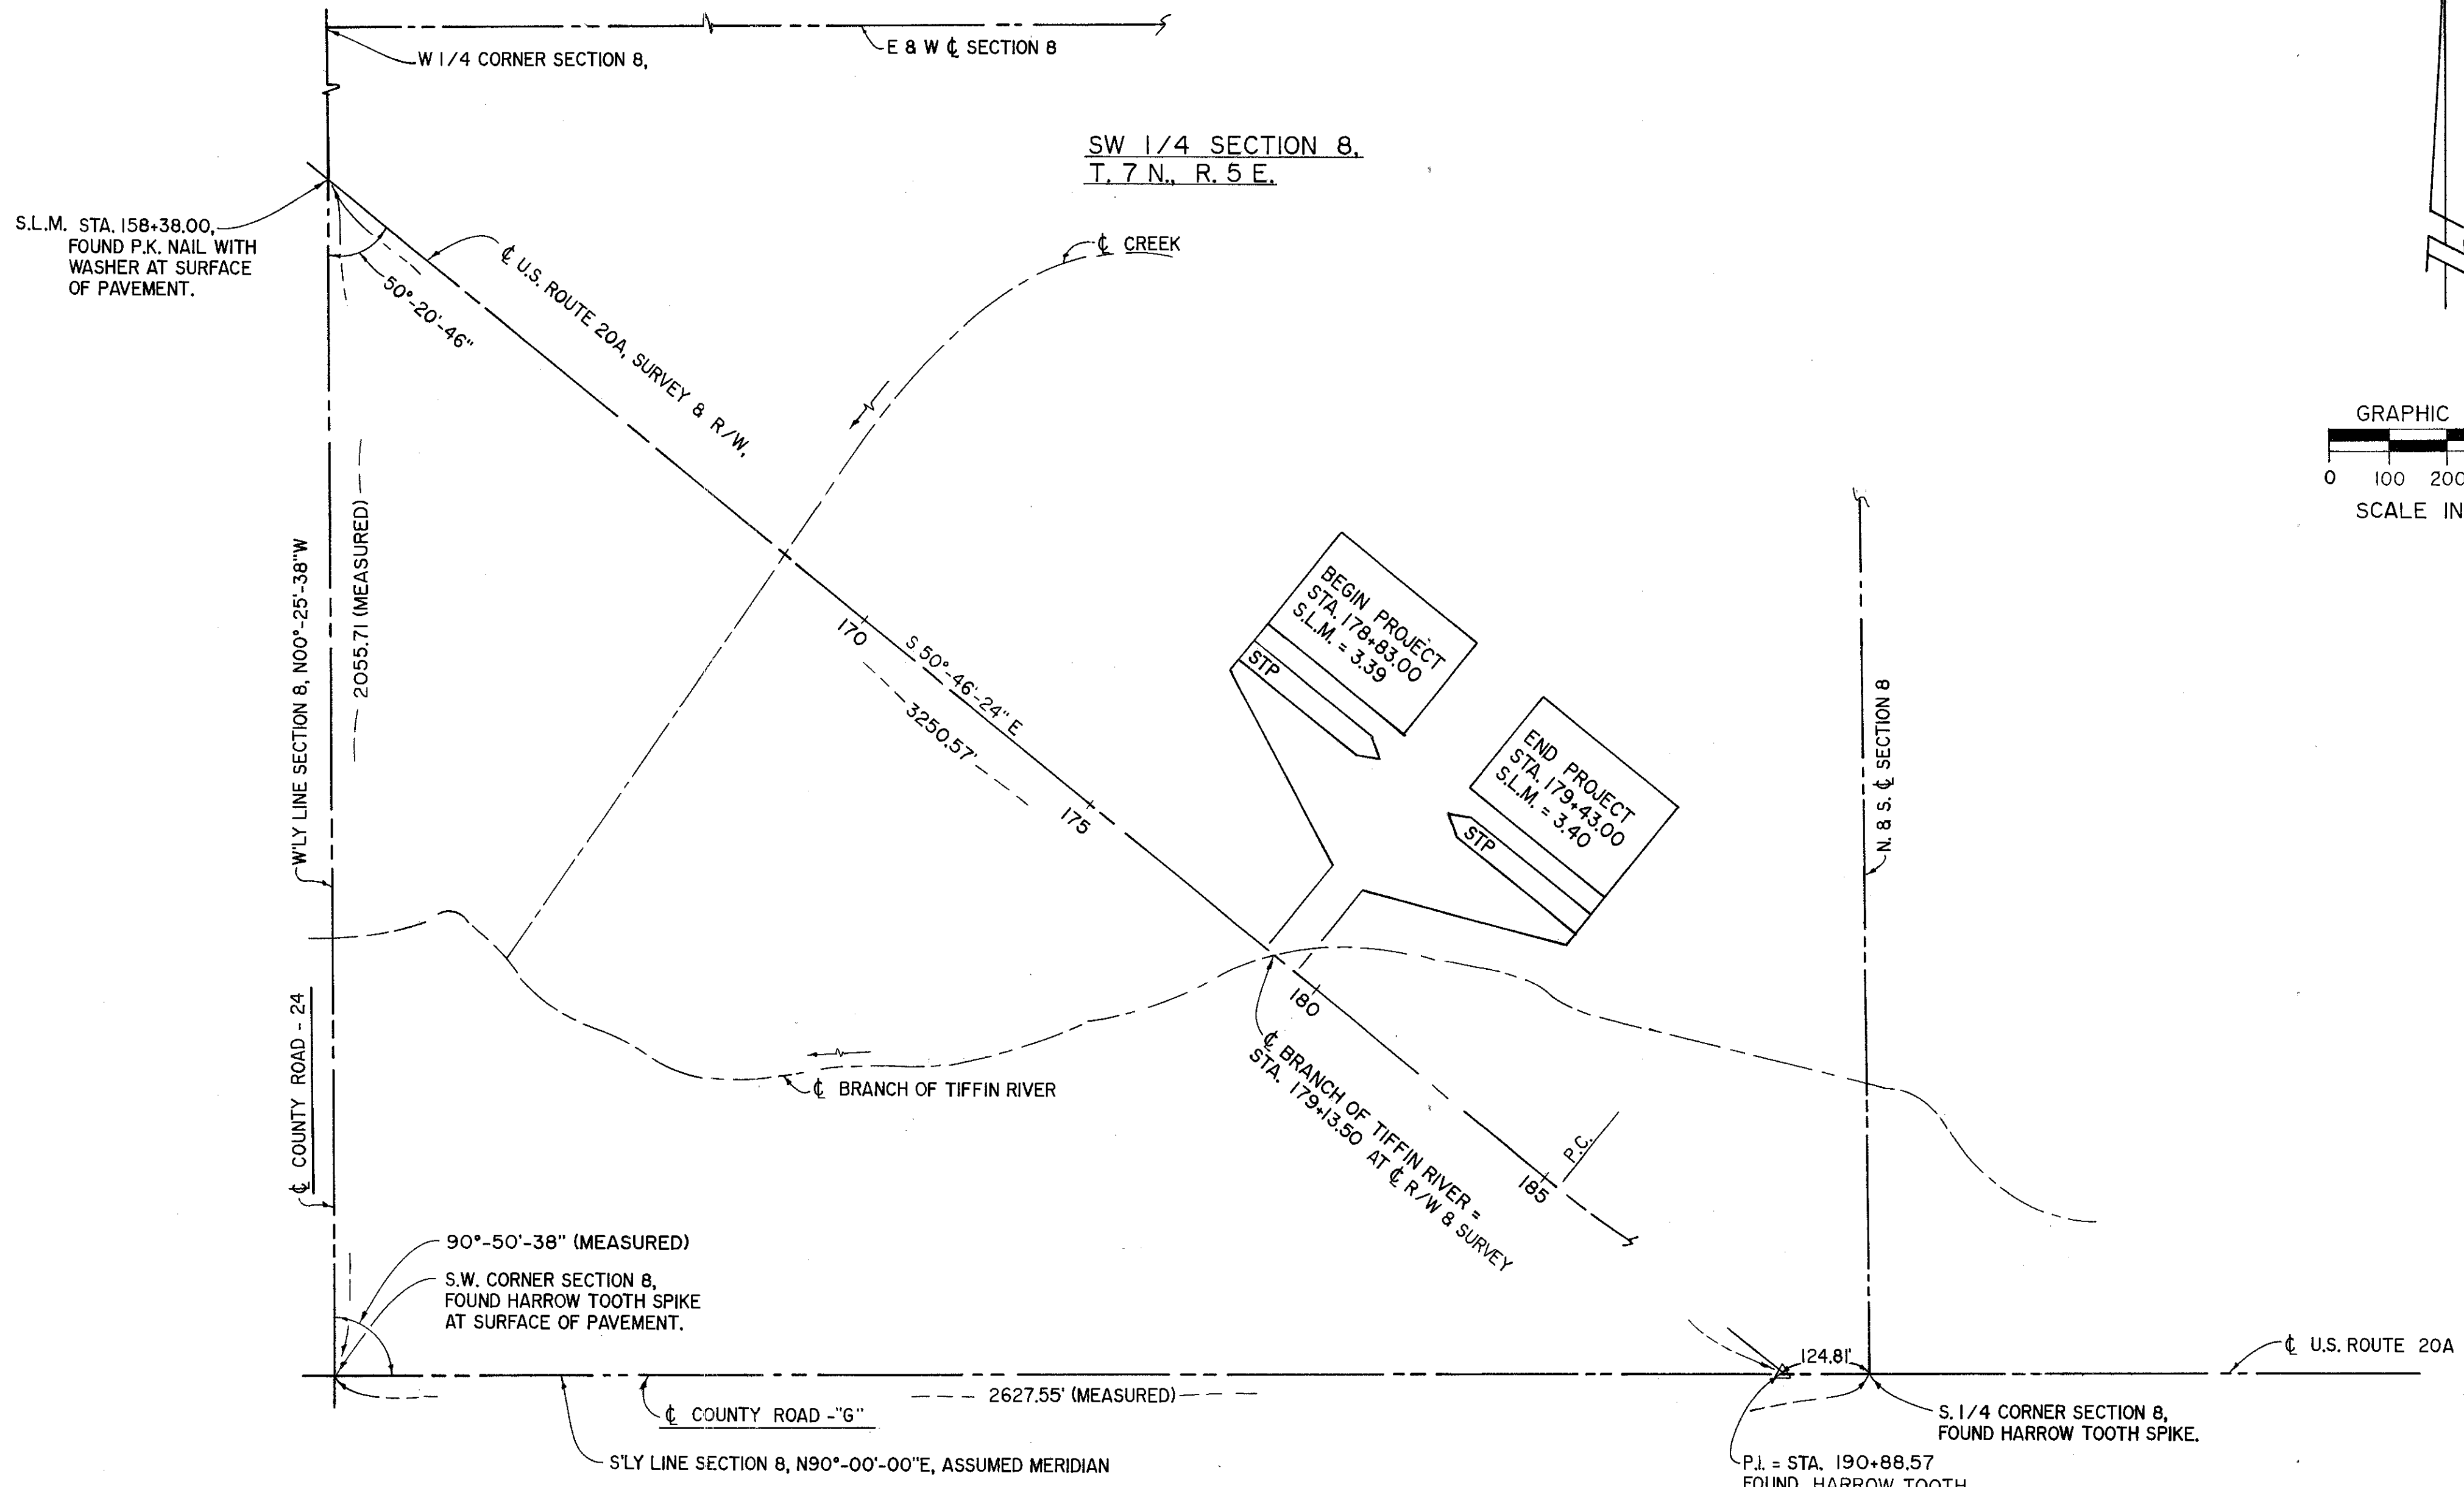 W 1/4 CORNER SECTION 8,
E & W ℄ SECTION 8
SW 1/4 SECTION 8,
T. 7 N., R. 5 E.
S.L.M. STA. 158+38.00,
FOUND P.K. NAIL WITH
WASHER AT SURFACE
OF PAVEMENT.
50°-20'-46"
℄ U.S. ROUTE 20A, SURVEY & R/W,
℄ CREEK
GRAPHIC
0 100 200
SCALE IN
W'LY LINE SECTION 8, N00°-25'-38"W
2055.71 (MEASURED)
170
S 50°-46'-24" E
3250.57'
175
BEGIN PROJECT
STA. 178+83.00
S.L.M. = 3.39
STP
END PROJECT
STA. 179+43.00
S.L.M. = 3.40
STP
N. & S. ℄ SECTION 8
180
℄ BRANCH OF TIFFIN RIVER =
STA. 179+13.50 AT ℄ R/W & SURVEY
℄ BRANCH OF TIFFIN RIVER
P.C.
185
℄ COUNTY ROAD - 24
90°-50'-38" (MEASURED)
S.W. CORNER SECTION 8,
FOUND HARROW TOOTH SPIKE
AT SURFACE OF PAVEMENT.
124.81'
℄ U.S. ROUTE 20A
2627.55' (MEASURED)
℄ COUNTY ROAD -"G"
S. 1/4 CORNER SECTION 8,
FOUND HARROW TOOTH SPIKE.
S'LY LINE SECTION 8, N90°-00'-00"E, ASSUMED MERIDIAN
P.I. = STA. 190+88.57
FOUND HARROW TOOTH